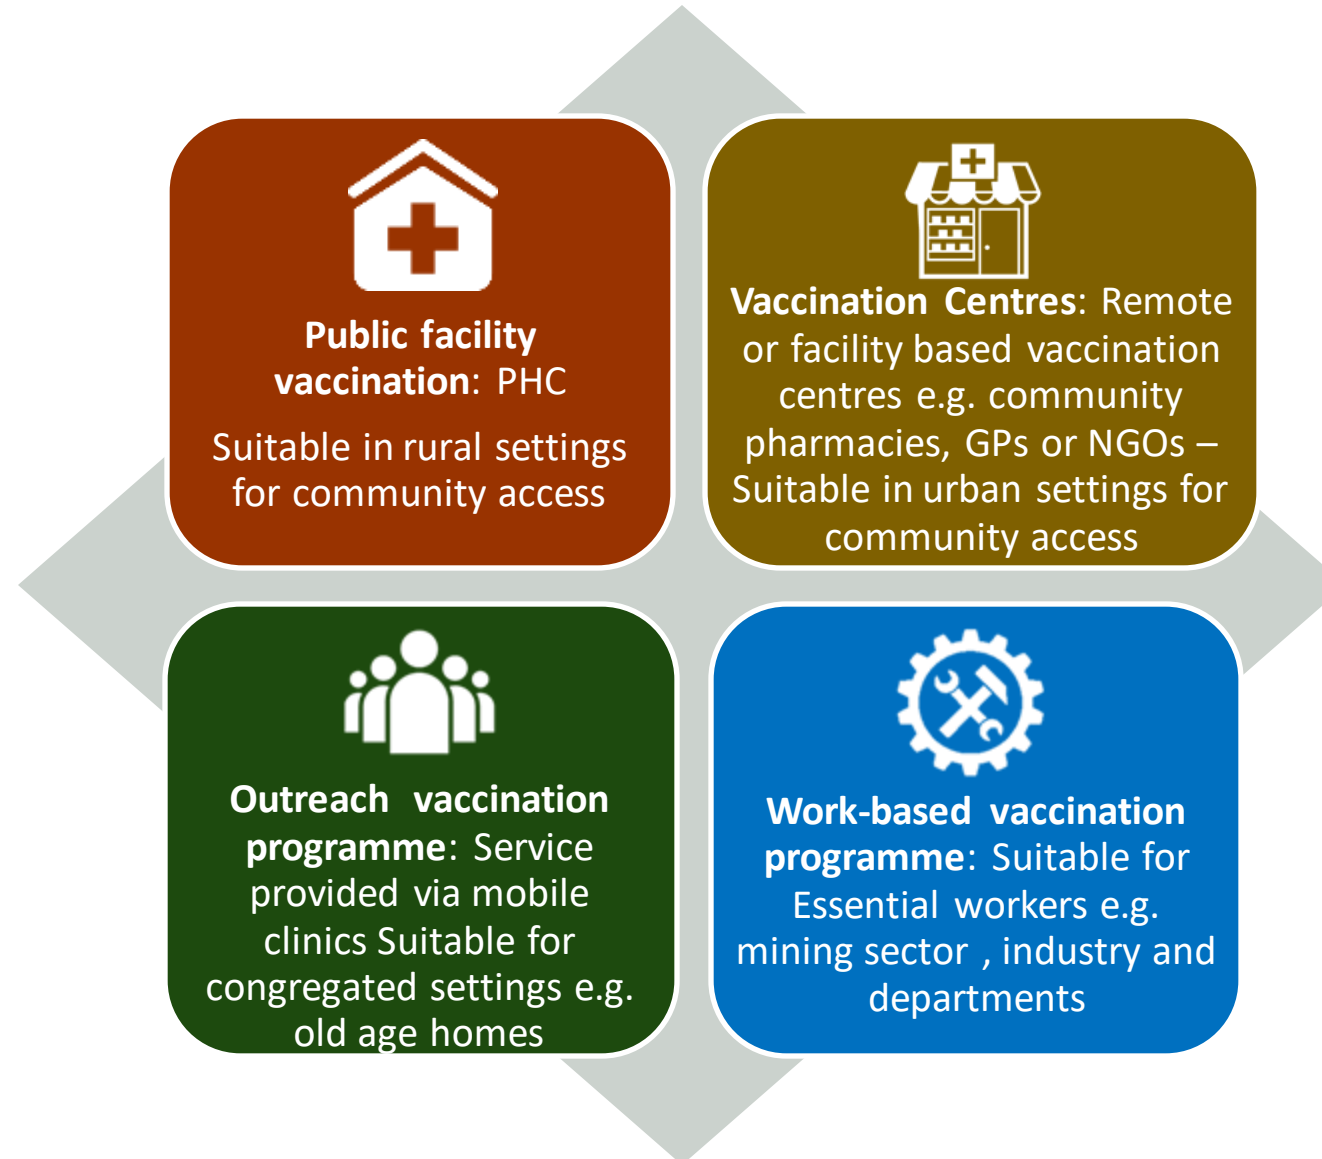 Public facility
vaccination: PHC
Suitable in rural settings
for community access
Vaccination Centres: Remote
or facility based vaccination
centres e.g. community
pharmacies, GPs or NGOs –
Suitable in urban settings for
community access
Outreach vaccination
programme: Service
provided via mobile
clinics Suitable for
congregated settings e.g.
old age homes
Work-based vaccination
programme: Suitable for
Essential workers e.g.
mining sector , industry and
departments